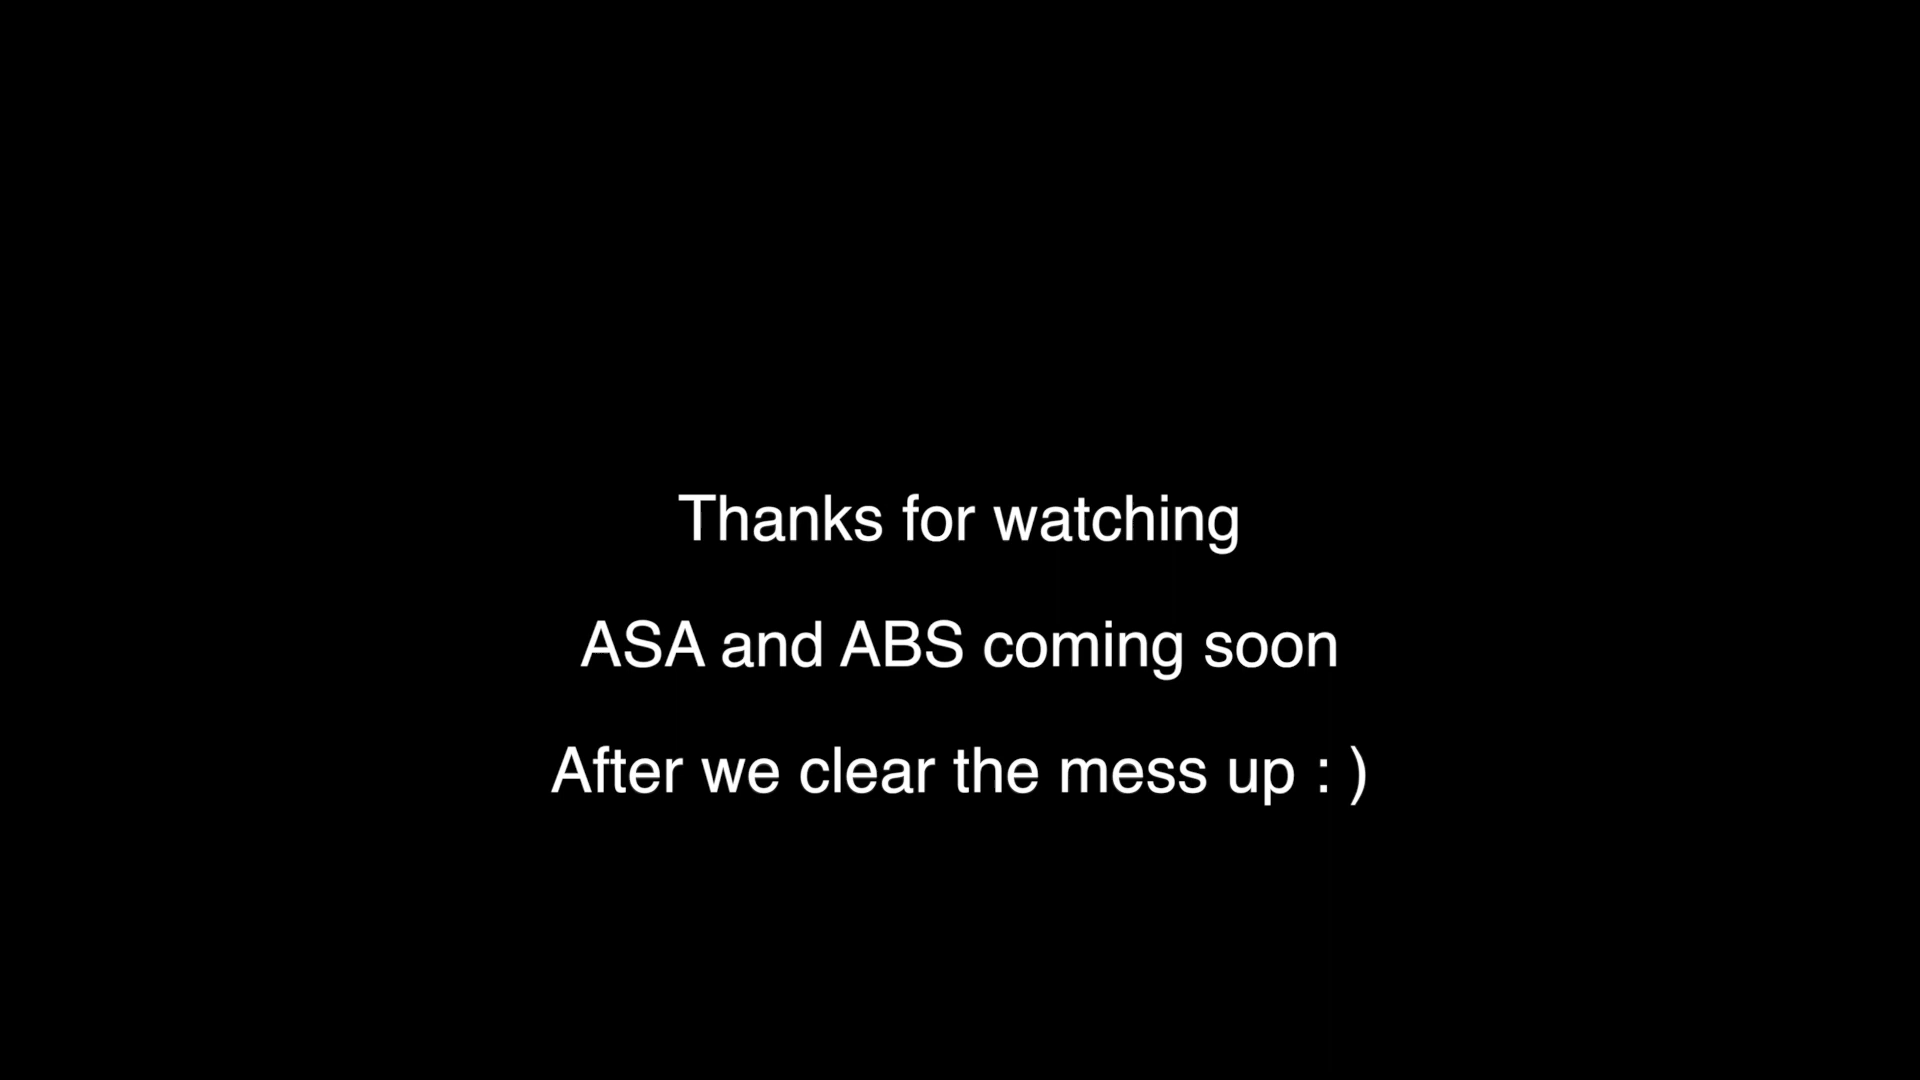 Thanks for watching
ASA and ABS coming soon
After we clear the mess up : )